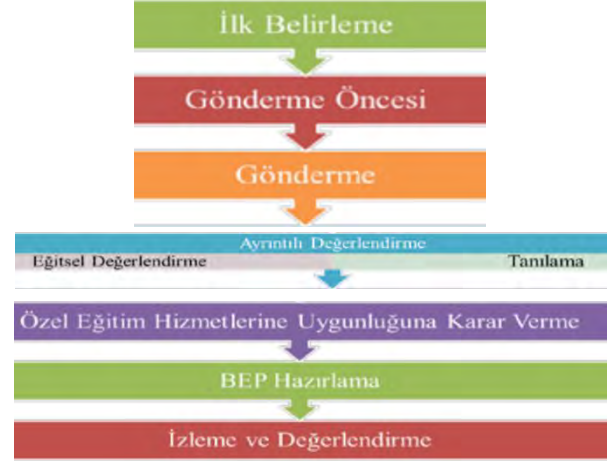 İlk Belirleme
Gönderme Öncesi
Gönderme
Ayrıntılı Değerlendirme
Eğitsel Değerlendirme Tanılama
Özel Eğitim Hizmetlerine Uygunluğuna Karar Verme
BEP Hazırlama
İzleme ve Değerlendirme